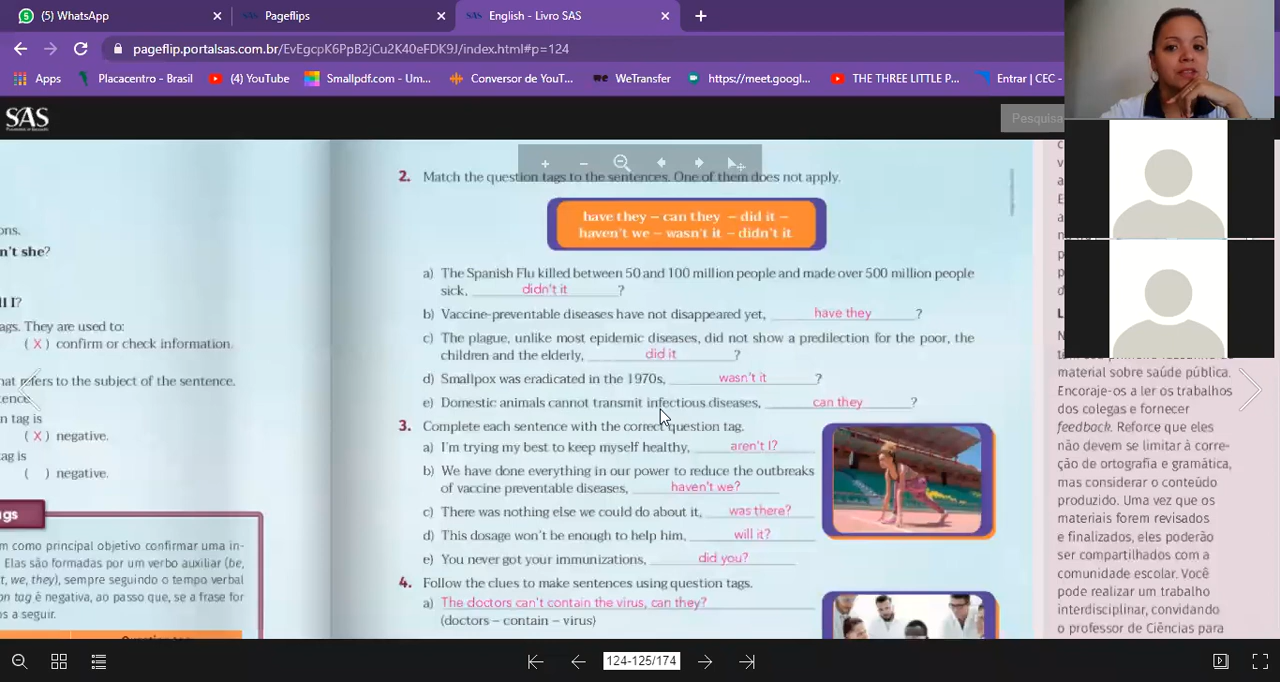 (5) WhatsApp
Pageflips
English - Livro SAS
pageflip.portalsas.com.br/EvEgcpK6PpB2jCu2K40eFDK9J/index.html#p=124
Apps
Placacentro - Brasil
(4) YouTube
Smallpdf.com - Um...
Conversor de YouT...
WeTransfer
https://meet.googl...
THE THREE LITTLE P...
Entrar | CEC -
SAS
Pesquisa
ons.
n't she?
ll I?
ags. They are used to:
( X ) confirm or check information.
hat refers to the subject of the sentence.
tence.
n tag is
( X ) negative.
tag is
( ) negative.
gs
m como principal objetivo confirmar uma in-
Elas são formadas por um verbo auxiliar (be,
t, we, they), sempre seguindo o tempo verbal
on tag é negativa, ao passo que, se a frase for
os a seguir.
2. Match the question tags to the sentences. One of them does not apply.
have they – can they – did it –
haven't we – wasn't it – didn't it
a) The Spanish Flu killed between 50 and 100 million people and made over 500 million people
sick, didn't it ?
b) Vaccine-preventable diseases have not disappeared yet, have they ?
c) The plague, unlike most epidemic diseases, did not show a predilection for the poor, the
children and the elderly, did it ?
d) Smallpox was eradicated in the 1970s, wasn't it ?
e) Domestic animals cannot transmit infectious diseases, can they ?
3. Complete each sentence with the correct question tag.
a) I'm trying my best to keep myself healthy, aren't I?
b) We have done everything in our power to reduce the outbreaks
of vaccine preventable diseases, haven't we?
c) There was nothing else we could do about it, was there?
d) This dosage won't be enough to help him, will it?
e) You never got your immunizations, did you?
4. Follow the clues to make sentences using question tags.
a) The doctors can't contain the virus, can they?
(doctors – contain – virus)
material sobre saúde pública.
Encoraje-os a ler os trabalhos
dos colegas e fornecer
feedback. Reforce que eles
não devem se limitar à corre-
ção de ortografia e gramática,
mas considerar o conteúdo
produzido. Uma vez que os
materiais forem revisados
e finalizados, eles poderão
ser compartilhados com a
comunidade escolar. Você
pode realizar um trabalho
interdisciplinar, convidando
o professor de Ciências para
124-125/174